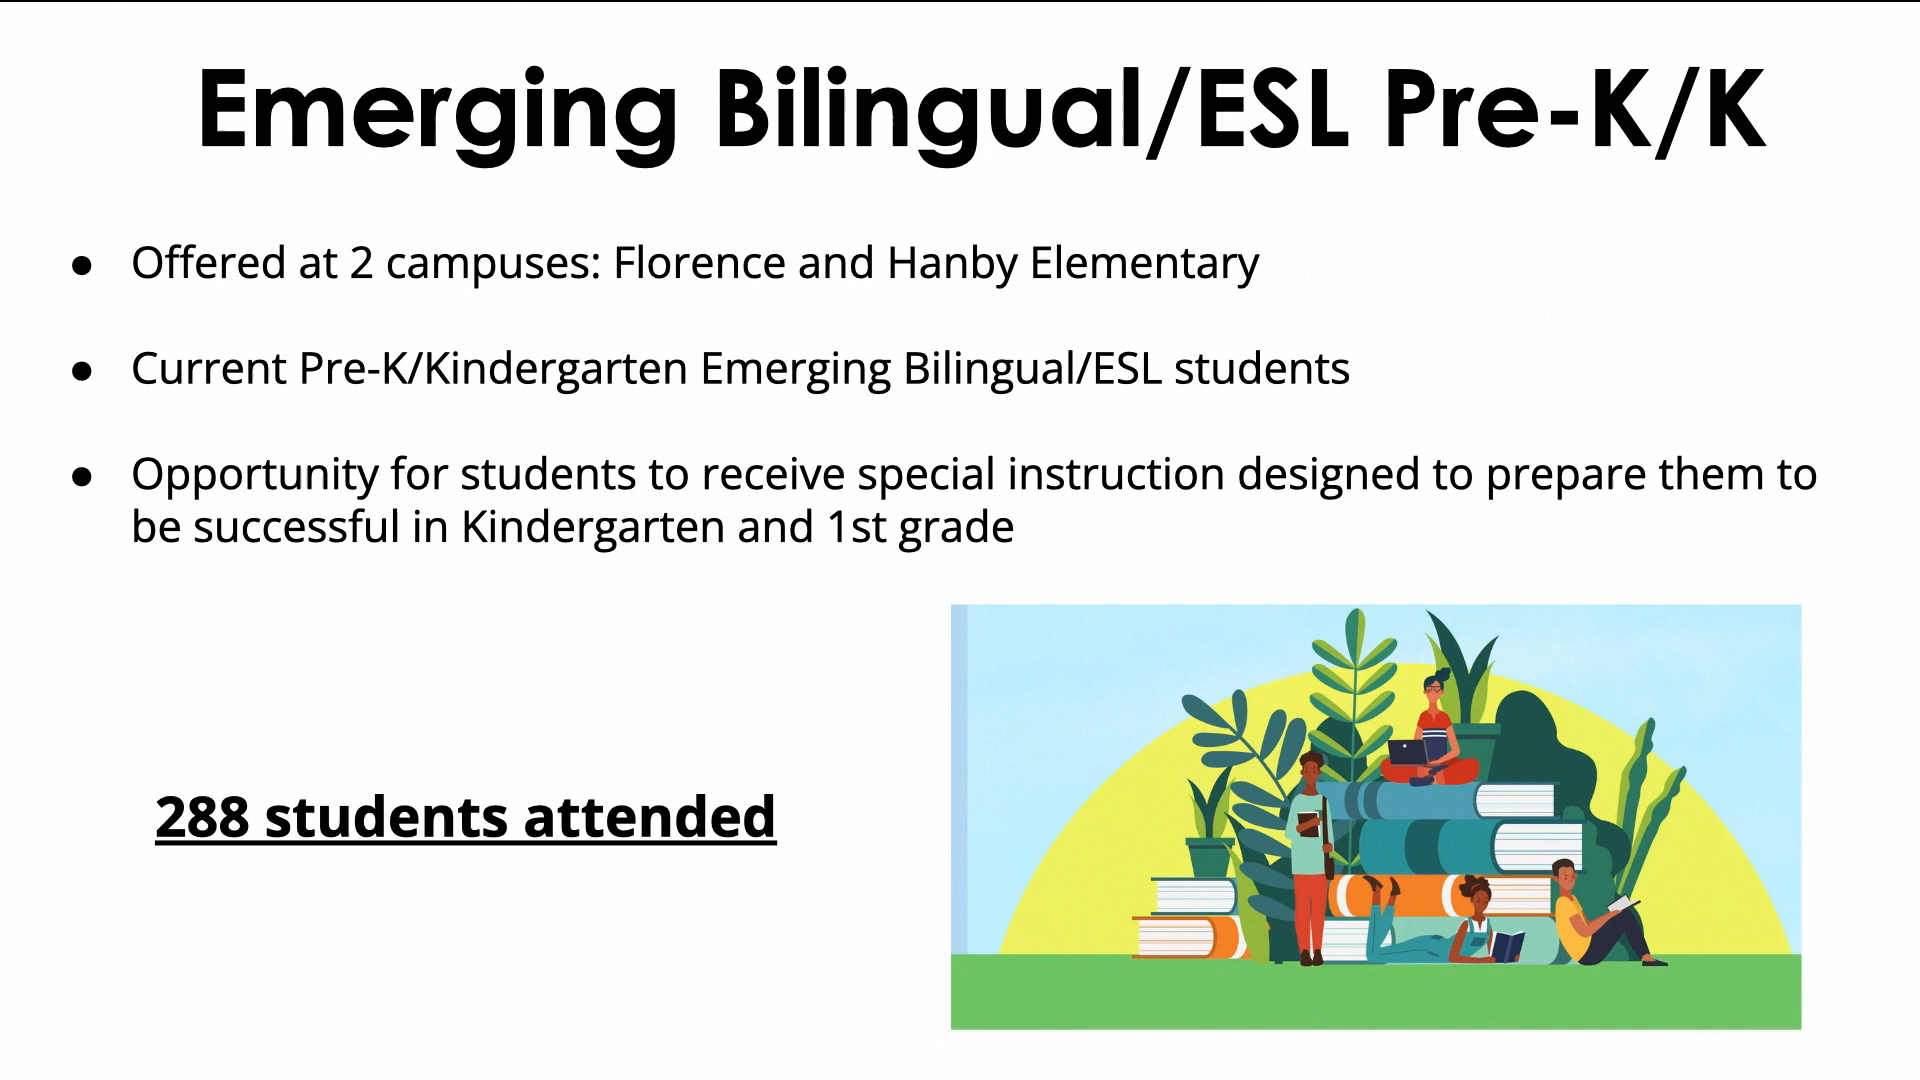 Emerging Bilingual/ESL Pre-K/K
● Offered at 2 campuses: Florence and Hanby Elementary
● Current Pre-K/Kindergarten Emerging Bilingual/ESL students
● Opportunity for students to receive special instruction designed to prepare them to
be successful in Kindergarten and 1st grade
288 students attended